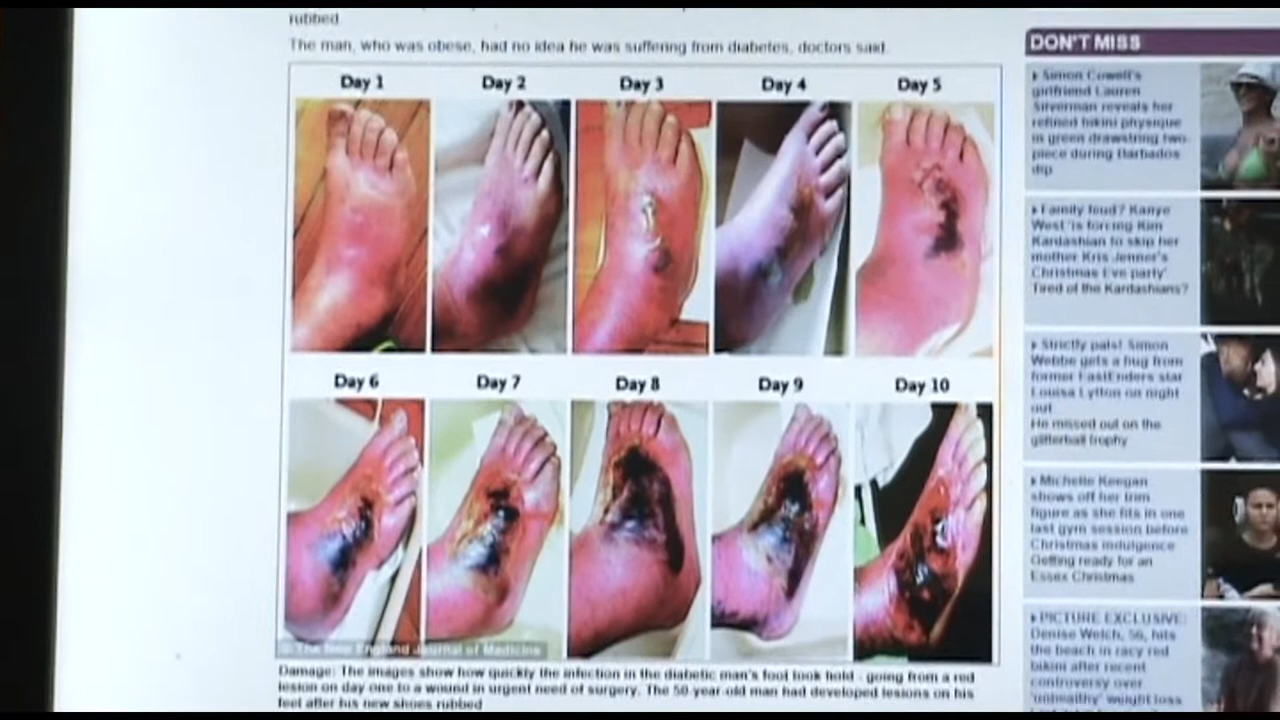 rubbed.
The man, who was obese, had no idea he was suffering from diabetes, doctors said.
Day 1
Day 2
Day 3
Day 4
Day 5
Day 6
Day 7
Day 8
Day 9
Day 10
© The New England Journal of Medicine
Damage: The images show how quickly the infection in the diabetic man's foot took hold - going from a red
lesion on day one to a wound in urgent need of surgery. The 50-year-old man had developed lesions on his
feet after his new shoes rubbed
DON'T MISS
Simon Cowell's
girlfriend Lauren
Silverman reveals her
refined bikini physique
in green drawstring two-
piece during Barbados
dip
Family feud? Kanye
West 'is forcing Kim
Kardashian to skip her
mother Kris Jenner's
Christmas Eve party'
Tired of the Kardashians?
Strictly pals! Simon
Webbe gets a hug from
former EastEnders star
Louisa Lytton on night
out
He missed out on the
glitterball trophy
Michelle Keegan
shows off her trim
figure as she fits in one
last gym session before
Christmas indulgence
Getting ready for an
Essex Christmas
PICTURE EXCLUSIVE:
Denise Welch, 56, hits
the beach in racy red
bikini after recent
controversy over
'unhealthy' weight loss